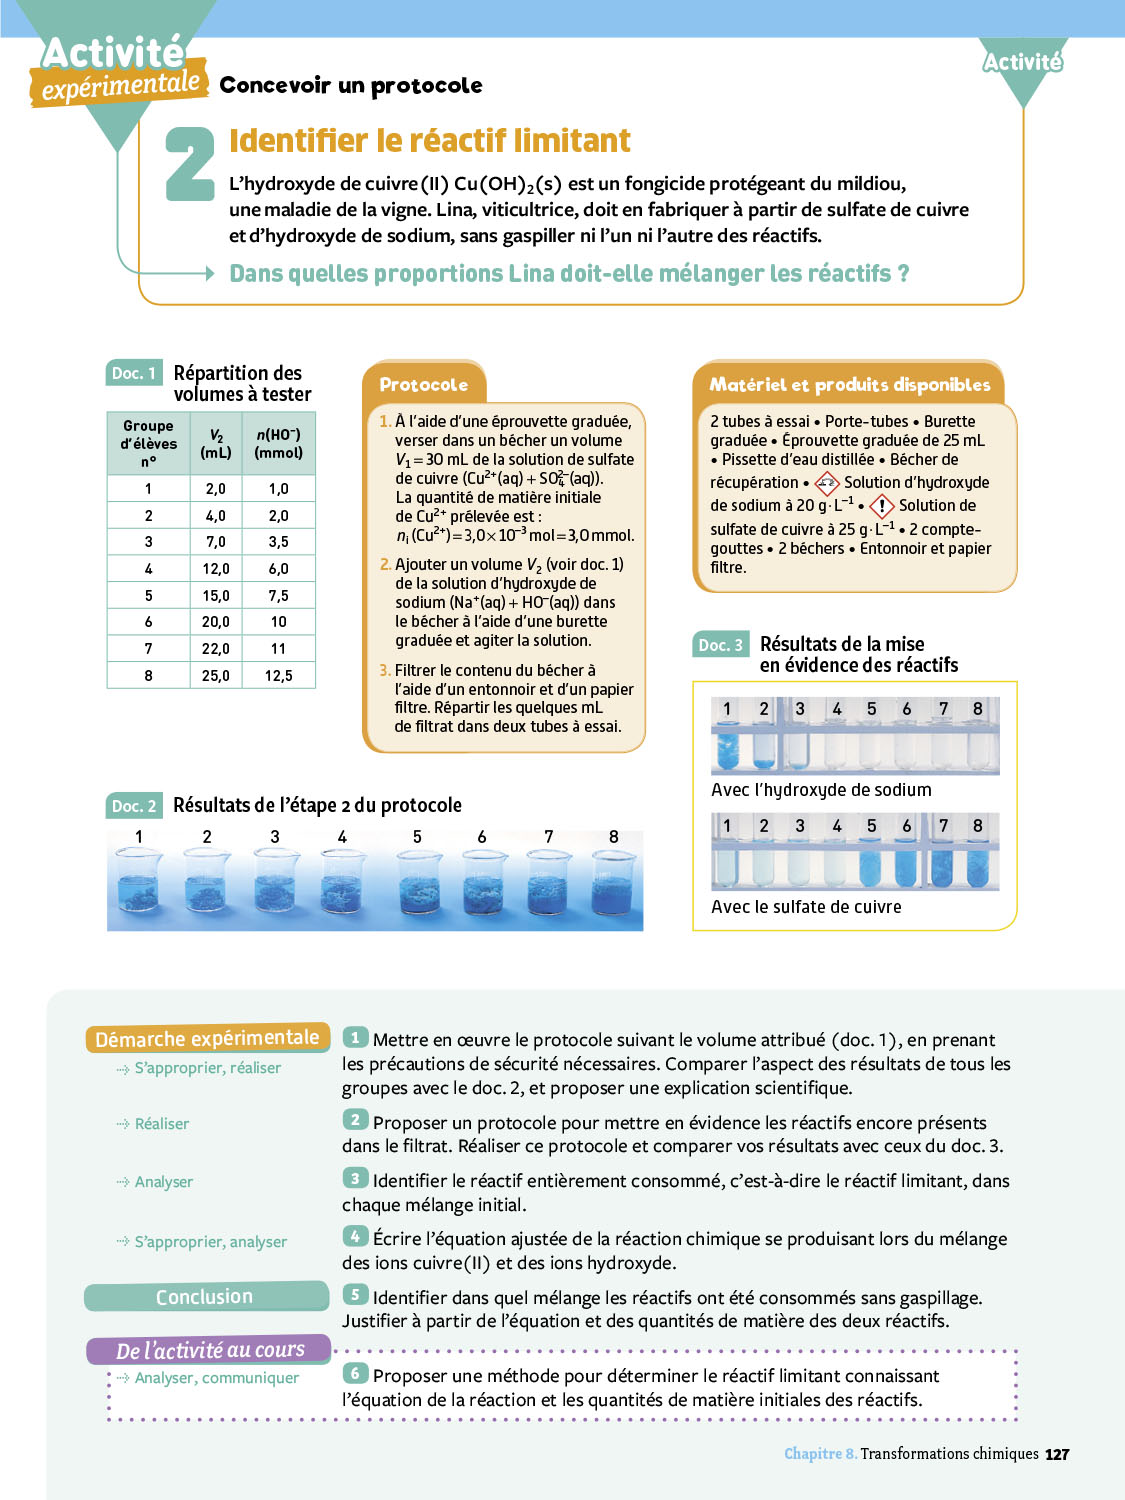 Activité
expérimentale
Concevoir un protocole
Activité
2
Identifier le réactif limitant
L’hydroxyde de cuivre (II) Cu(OH)₂(s) est un fongicide protégeant du mildiou,
une maladie de la vigne. Lina, viticultrice, doit en fabriquer à partir de sulfate de cuivre
et d’hydroxyde de sodium, sans gaspiller ni l’un ni l’autre des réactifs.
Dans quelles proportions Lina doit-elle mélanger les réactifs ?
Doc. 1 Répartition des
volumes à tester
Groupe d’élèves n° V₂ (mL) n(HO⁻) (mmol)
1 2,0 1,0
2 4,0 2,0
3 7,0 3,5
4 12,0 6,0
5 15,0 7,5
6 20,0 10
7 22,0 11
8 25,0 12,5
Protocole
1. À l’aide d’une éprouvette graduée,
verser dans un bécher un volume
V₁ = 30 mL de la solution de sulfate
de cuivre (Cu²⁺(aq) + SO₄²⁻(aq)).
La quantité de matière initiale
de Cu²⁺ prélevée est :
nᵢ (Cu²⁺) = 3,0 × 10⁻³ mol = 3,0 mmol.
2. Ajouter un volume V₂ (voir doc. 1)
de la solution d’hydroxyde de
sodium (Na⁺(aq) + HO⁻(aq)) dans
le bécher à l’aide d’une burette
graduée et agiter la solution.
3. Filtrer le contenu du bécher à
l’aide d’un entonnoir et d’un papier
filtre. Répartir les quelques mL
de filtrat dans deux tubes à essai.
Matériel et produits disponibles
2 tubes à essai • Porte-tubes • Burette
graduée • Éprouvette graduée de 25 mL
• Pissette d’eau distillée • Bécher de
récupération • Solution d’hydroxyde
de sodium à 20 g·L⁻¹ • Solution de
sulfate de cuivre à 25 g·L⁻¹ • 2 compte-
gouttes • 2 béchers • Entonnoir et papier
filtre.
Doc. 3 Résultats de la mise
en évidence des réactifs
1 2 3 4 5 6 7 8
Avec l’hydroxyde de sodium
1 2 3 4 5 6 7 8
Avec le sulfate de cuivre
Doc. 2 Résultats de l’étape 2 du protocole
1 2 3 4 5 6 7 8
Démarche expérimentale
S’approprier, réaliser
1 Mettre en œuvre le protocole suivant le volume attribué (doc. 1), en prenant
les précautions de sécurité nécessaires. Comparer l’aspect des résultats de tous les
groupes avec le doc. 2, et proposer une explication scientifique.
Réaliser
2 Proposer un protocole pour mettre en évidence les réactifs encore présents
dans le filtrat. Réaliser ce protocole et comparer vos résultats avec ceux du doc. 3.
Analyser
3 Identifier le réactif entièrement consommé, c’est-à-dire le réactif limitant, dans
chaque mélange initial.
S’approprier, analyser
4 Écrire l’équation ajustée de la réaction chimique se produisant lors du mélange
des ions cuivre (II) et des ions hydroxyde.
Conclusion
5 Identifier dans quel mélange les réactifs ont été consommés sans gaspillage.
Justifier à partir de l’équation et des quantités de matière des deux réactifs.
De l’activité au cours
Analyser, communiquer
6 Proposer une méthode pour déterminer le réactif limitant connaissant
l’équation de la réaction et les quantités de matière initiales des réactifs.
Chapitre 8. Transformations chimiques 127